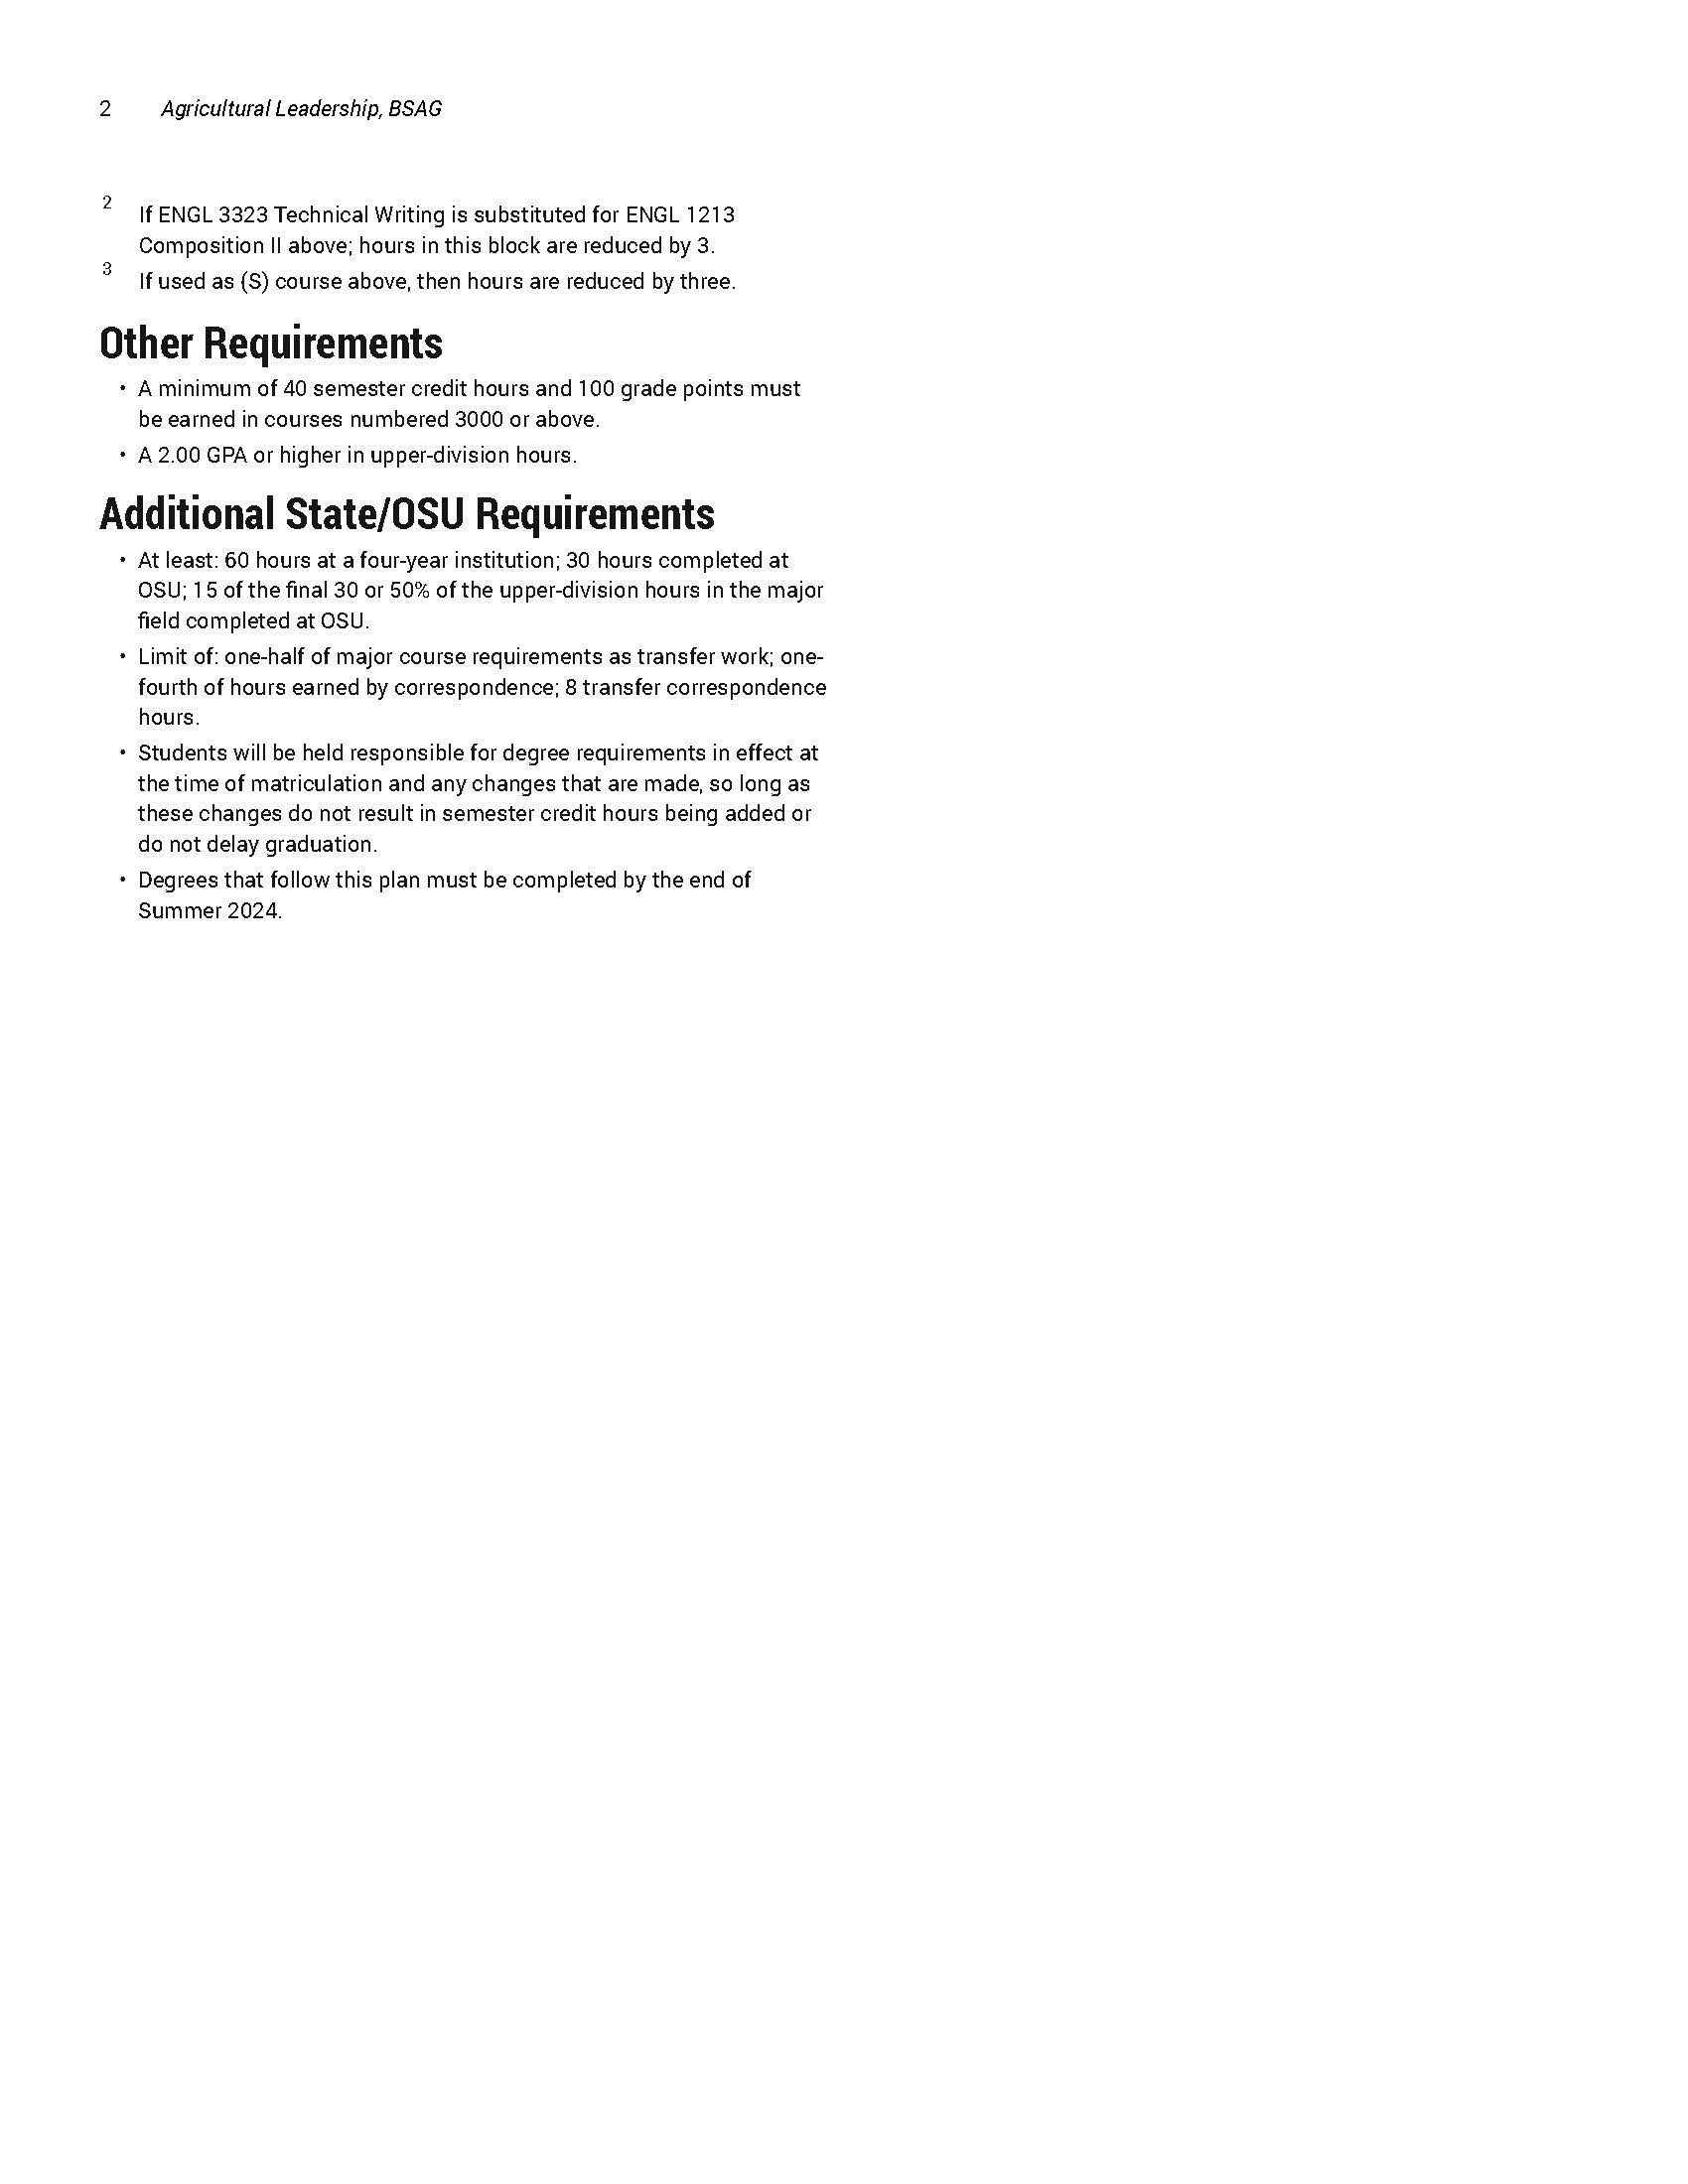 2 Agricultural Leadership, BSAG
2 If ENGL 3323 Technical Writing is substituted for ENGL 1213
Composition II above; hours in this block are reduced by 3.
3 If used as (S) course above, then hours are reduced by three.
Other Requirements
• A minimum of 40 semester credit hours and 100 grade points must
be earned in courses numbered 3000 or above.
• A 2.00 GPA or higher in upper-division hours.
Additional State/OSU Requirements
• At least: 60 hours at a four-year institution; 30 hours completed at
OSU; 15 of the final 30 or 50% of the upper-division hours in the major
field completed at OSU.
• Limit of: one-half of major course requirements as transfer work; one-
fourth of hours earned by correspondence; 8 transfer correspondence
hours.
• Students will be held responsible for degree requirements in effect at
the time of matriculation and any changes that are made, so long as
these changes do not result in semester credit hours being added or
do not delay graduation.
• Degrees that follow this plan must be completed by the end of
Summer 2024.